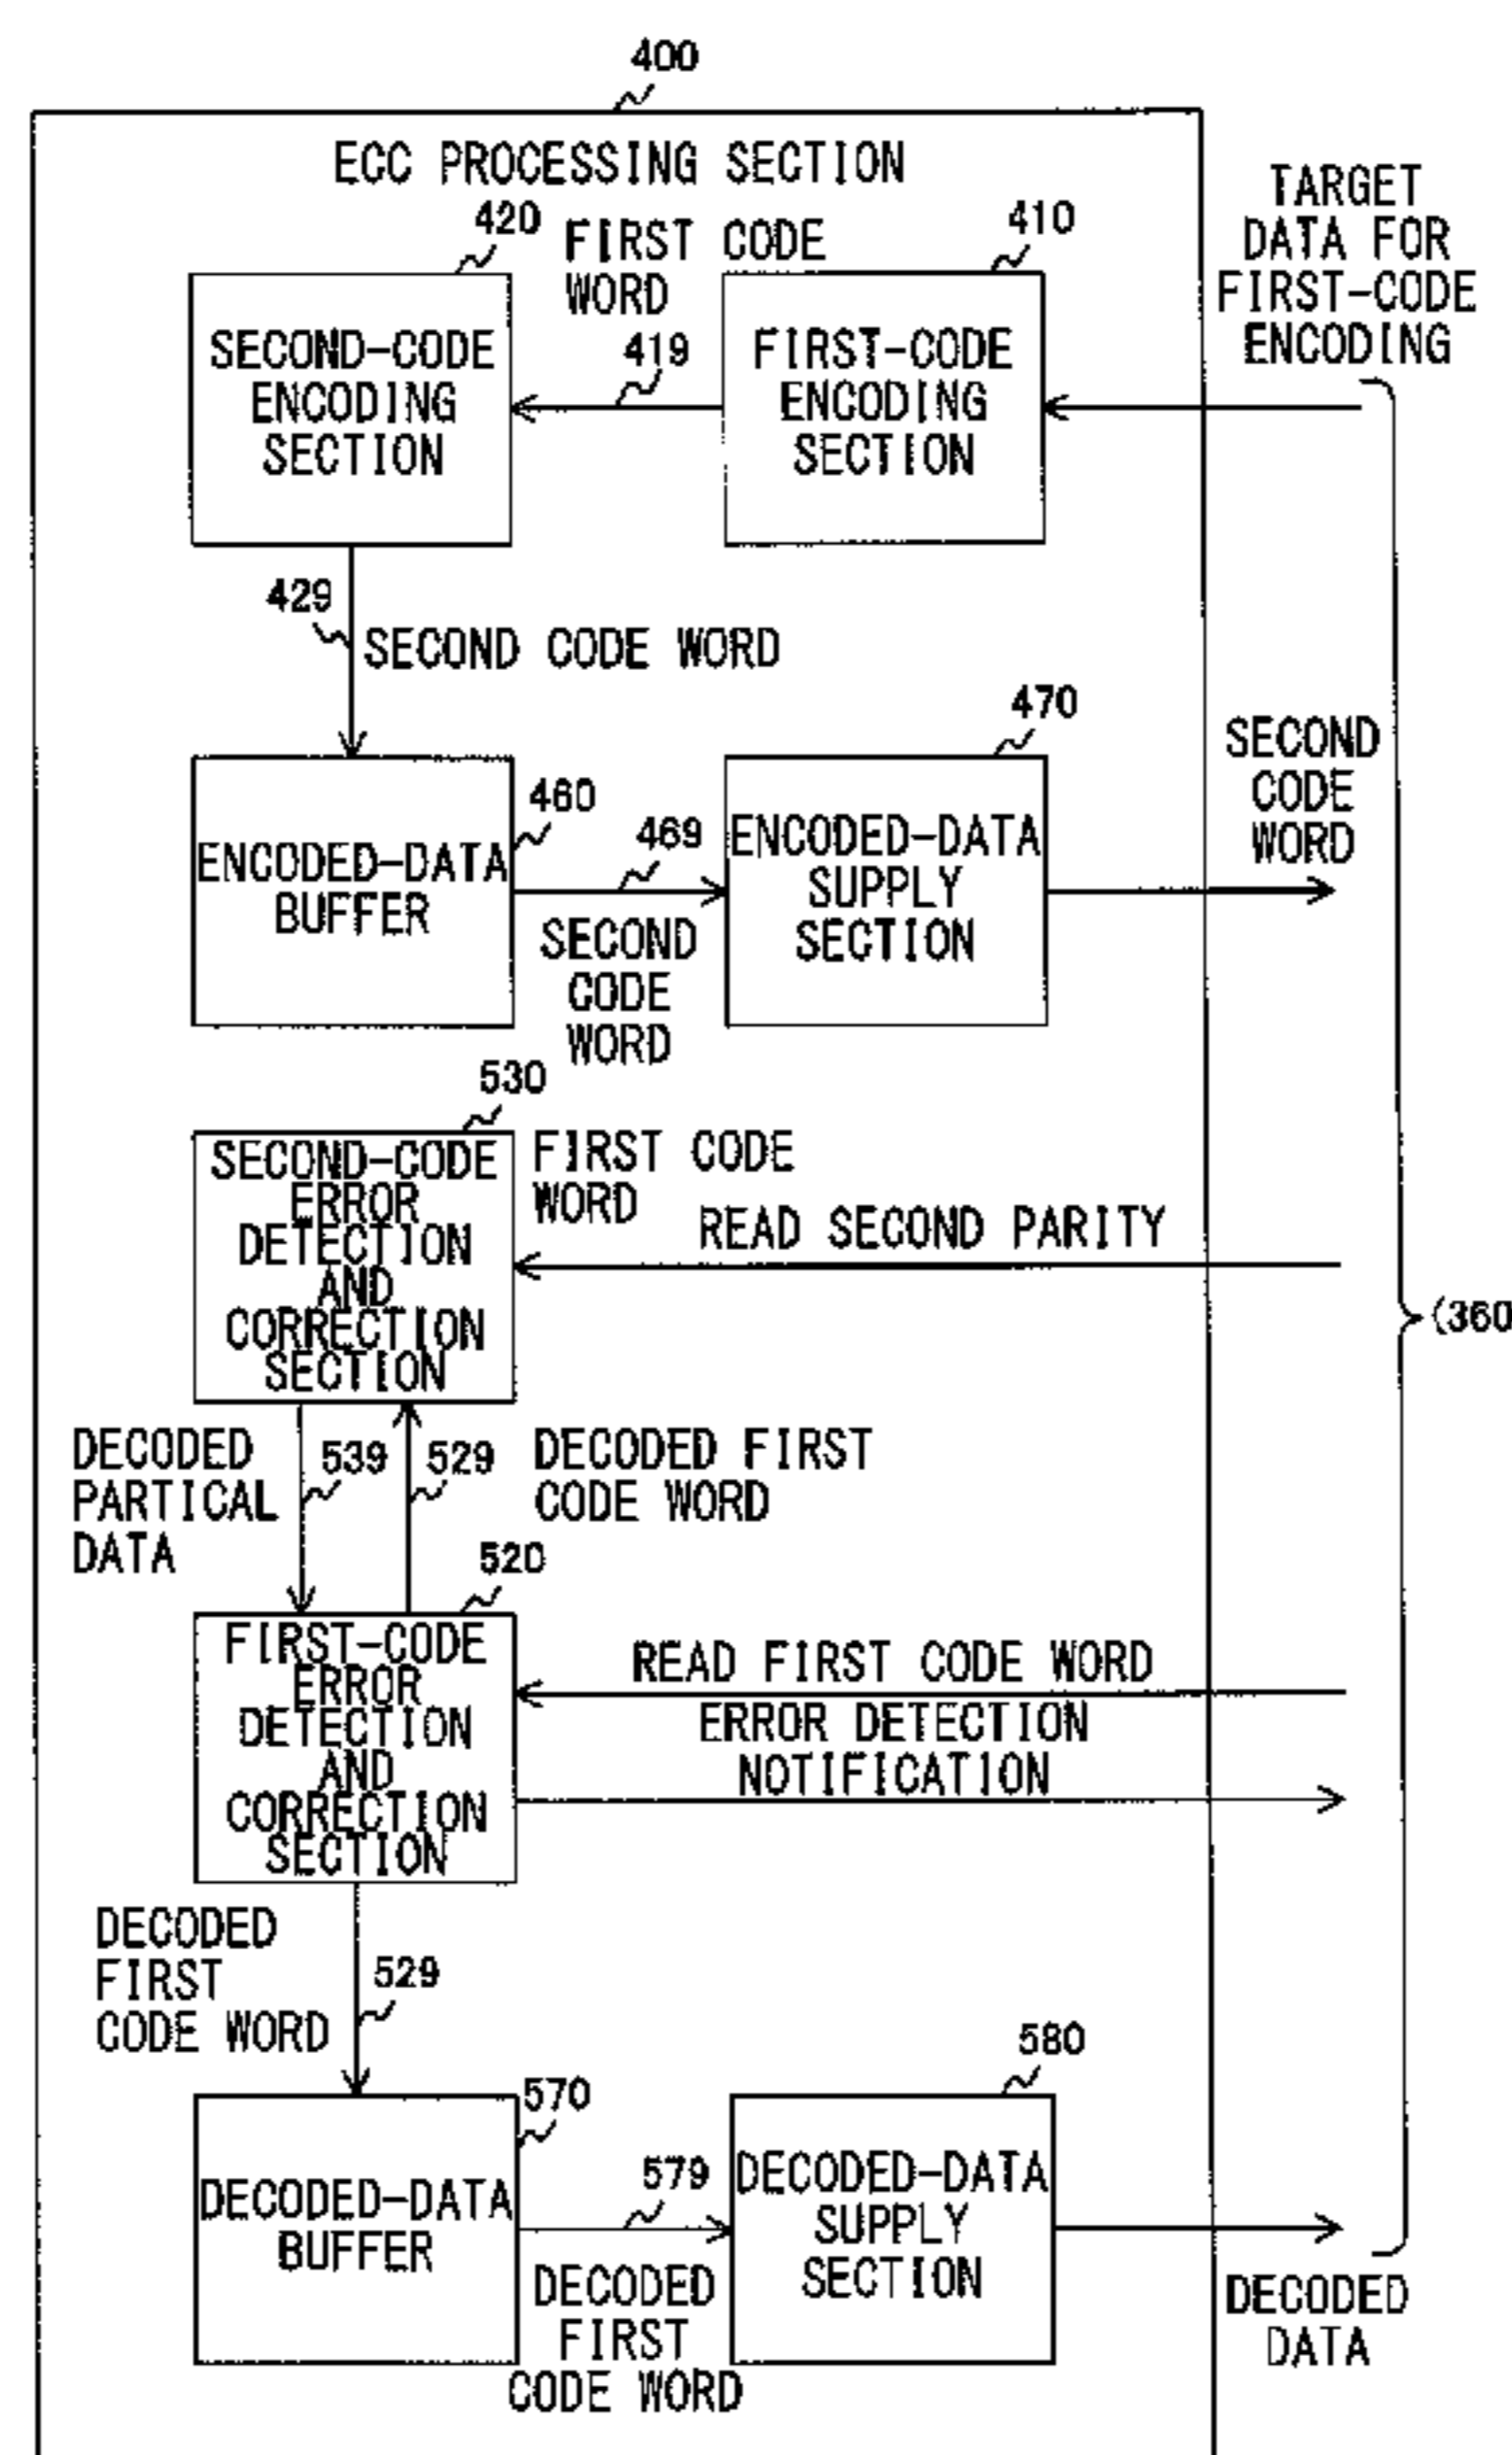 400
ECC PROCESSING SECTION
420
FIRST CODE
WORD
410
TARGET
DATA FOR
FIRST-CODE
ENCODING
SECOND-CODE
ENCODING
SECTION
419
FIRST-CODE
ENCODING
SECTION
429
SECOND CODE WORD
470
SECOND
CODE
WORD
460
ENCODED-DATA
BUFFER
469
SECOND
CODE
WORD
ENCODED-DATA
SUPPLY
SECTION
530
SECOND-CODE
ERROR
DETECTION
AND
CORRECTION
SECTION
FIRST CODE
WORD
READ SECOND PARITY
(360
DECODED
PARTICAL
DATA
539
529
DECODED FIRST
CODE WORD
520
FIRST-CODE
ERROR
DETECTION
AND
CORRECTION
SECTION
READ FIRST CODE WORD
ERROR DETECTION
NOTIFICATION
DECODED
FIRST
CODE WORD
529
580
570
DECODED-DATA
BUFFER
579
DECODED
FIRST
CODE WORD
DECODED-DATA
SUPPLY
SECTION
DECODED
DATA